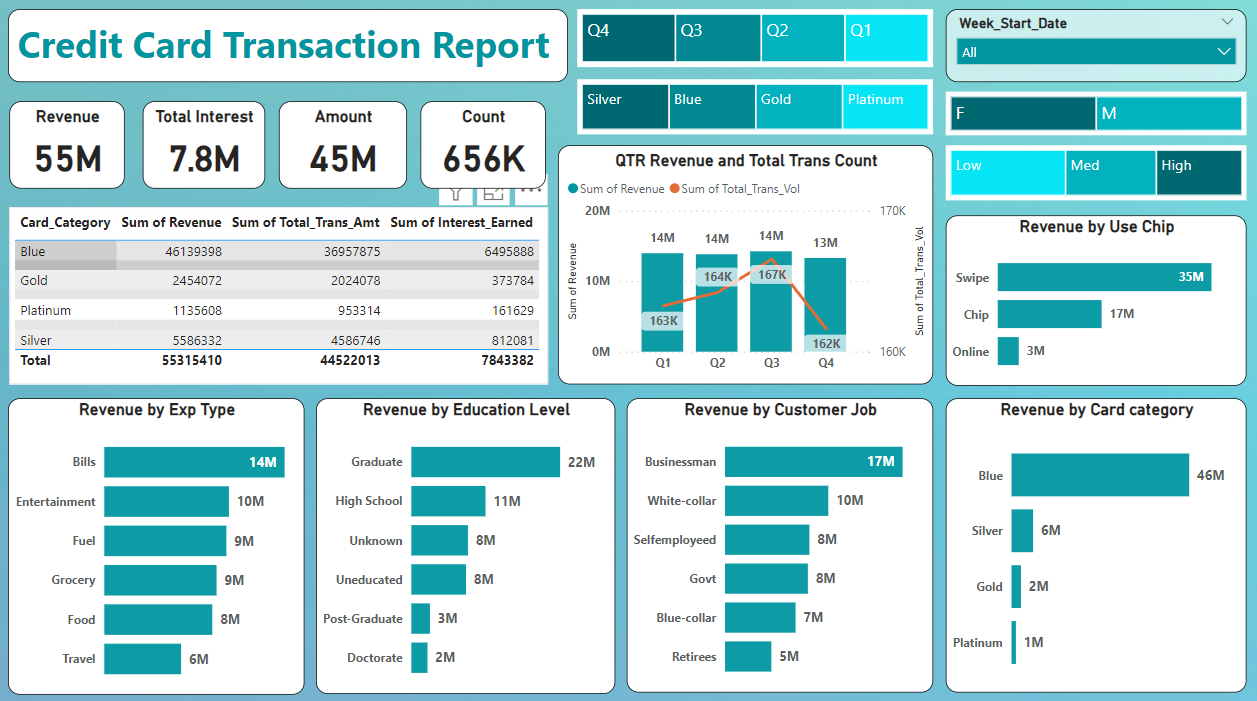 Credit Card Transaction Report
Q4 Q3 Q2 Q1
Week_Start_Date
All
Silver Blue Gold Platinum
F M
Low Med High
Revenue
55M
Total Interest
7.8M
Amount
45M
Count
656K
Card_Category Sum of Revenue Sum of Total_Trans_Amt Sum of Interest_Earned
Blue 46139398 36957875 6495888
Gold 2454072 2024078 373784
Platinum 1135608 953314 161629
Silver 5586332 4586746 812081
Total 55315410 44522013 7843382
QTR Revenue and Total Trans Count
Sum of Revenue Sum of Total_Trans_Vol
Sum of Revenue
20M
10M
0M
14M 14M 14M 13M
163K 164K 167K 162K
Q1 Q2 Q3 Q4
170K
160K
Sum of Total_Trans_Vol
Revenue by Use Chip
Swipe 35M
Chip 17M
Online 3M
Revenue by Exp Type
Bills 14M
Entertainment 10M
Fuel 9M
Grocery 9M
Food 8M
Travel 6M
Revenue by Education Level
Graduate 22M
High School 11M
Unknown 8M
Uneducated 8M
Post-Graduate 3M
Doctorate 2M
Revenue by Customer Job
Businessman 17M
White-collar 10M
Selfemployeed 8M
Govt 8M
Blue-collar 7M
Retirees 5M
Revenue by Card category
Blue 46M
Silver 6M
Gold 2M
Platinum 1M